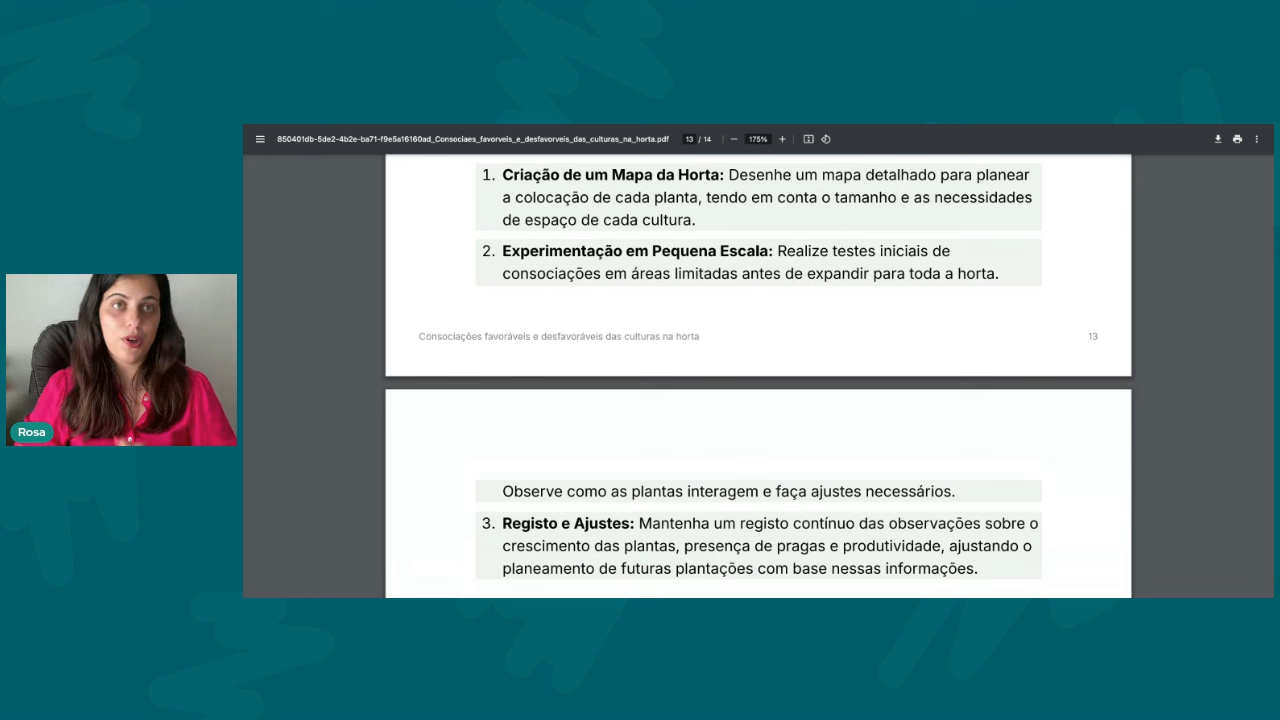 850401db-5de2-4b2e-ba71-f9e5a16160ad_Consociaes_favorveis_e_desfavorveis_das_culturas_na_horta.pdf 13 / 14 175%
1. Criação de um Mapa da Horta: Desenhe um mapa detalhado para planear
a colocação de cada planta, tendo em conta o tamanho e as necessidades
de espaço de cada cultura.
2. Experimentação em Pequena Escala: Realize testes iniciais de
consociações em áreas limitadas antes de expandir para toda a horta.
Consociações favoráveis e desfavoráveis das culturas na horta 13
Rosa
Observe como as plantas interagem e faça ajustes necessários.
3. Registo e Ajustes: Mantenha um registo contínuo das observações sobre o
crescimento das plantas, presença de pragas e produtividade, ajustando o
planeamento de futuras plantações com base nessas informações.